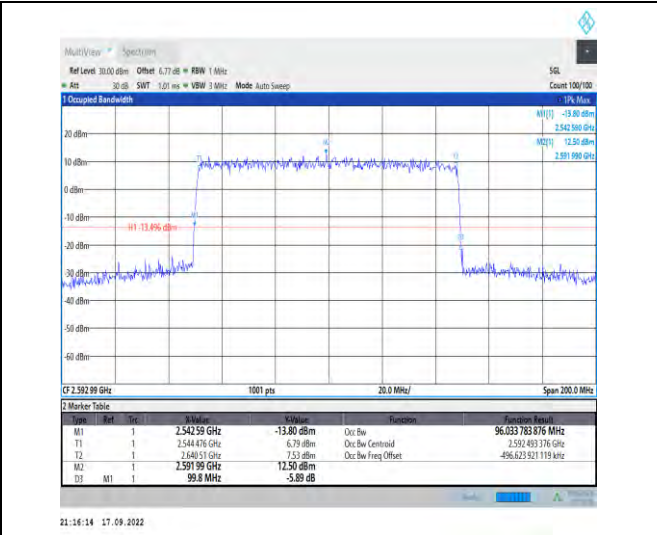 MultiView Spectrum
Ref Level 30.00 dBm Offset 6.77 dB RBW 1 MHz SGL
Att 30 dB SWT 1.01 ms VBW 3 MHz Mode Auto Sweep Count 100/100
1 Occupied Bandwidth 1Pk Max
M1[1] -13.80 dBm
2.542 590 GHz
M2[1] 12.50 dBm
2.591 990 GHz
20 dBm
10 dBm
0 dBm
-10 dBm
H1 -13.496 dBm
-20 dBm
-30 dBm
-40 dBm
-50 dBm
-60 dBm
CF 2.592 99 GHz 1001 pts 20.0 MHz/ Span 200.0 MHz
2 Marker Table
Type Ref Trc X-Value Y-Value Function Function Result
M1 1 2.542 59 GHz -13.80 dBm Occ Bw 96.033 783 876 MHz
T1 1 2.544 476 GHz 6.79 dBm Occ Bw Centroid 2.592 493 376 GHz
T2 1 2.640 51 GHz 7.53 dBm Occ Bw Freq Offset -496.623 921 119 kHz
M2 1 2.591 99 GHz 12.50 dBm
D3 M1 1 99.8 MHz -5.89 dB
21:16:14 17.09.2022